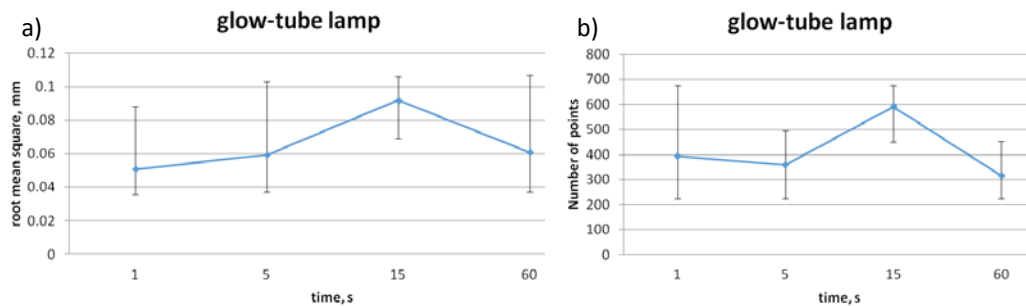 a)
glow-tube lamp
root mean square, mm
0.12
0.1
0.08
0.06
0.04
0.02
0
1 5 15 60
time, s
b)
glow-tube lamp
Number of points
800
700
600
500
400
300
200
100
0
1 5 15 60
time, s